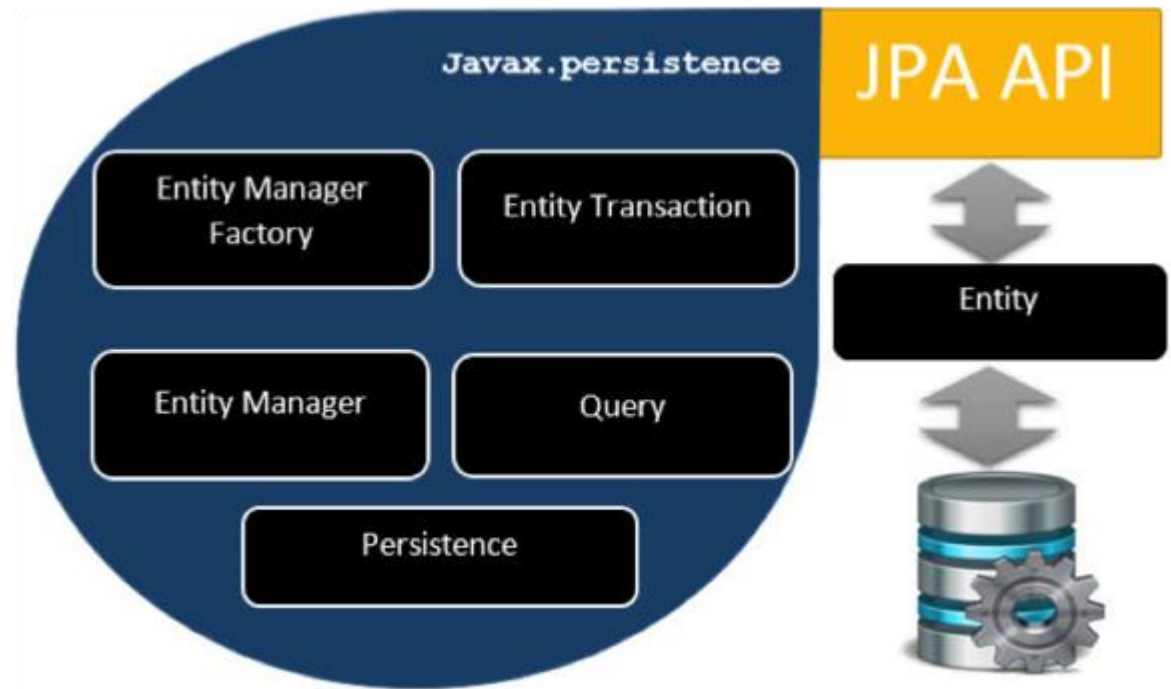 Javax.persistence
JPA API
Entity Manager
Factory
Entity Transaction
Entity
Entity Manager
Query
Persistence